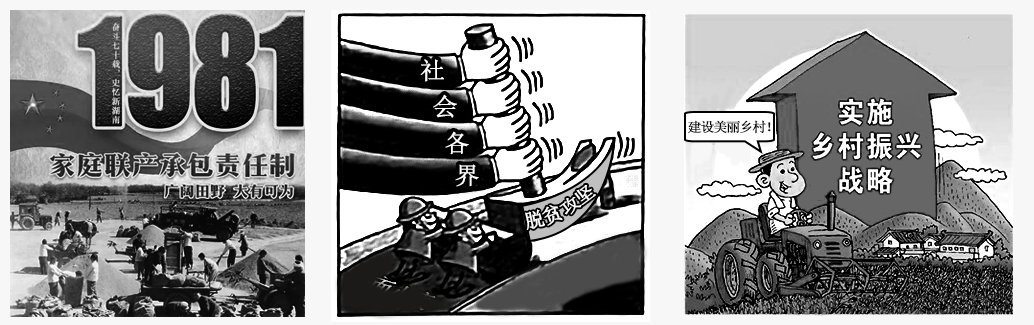 1981
奋斗七十载 史忆新湖南
家庭联产承包责任制
广阔田野 大有可为
社会各界
脱贫攻坚
建设美丽乡村!
实施
乡村振兴
战略